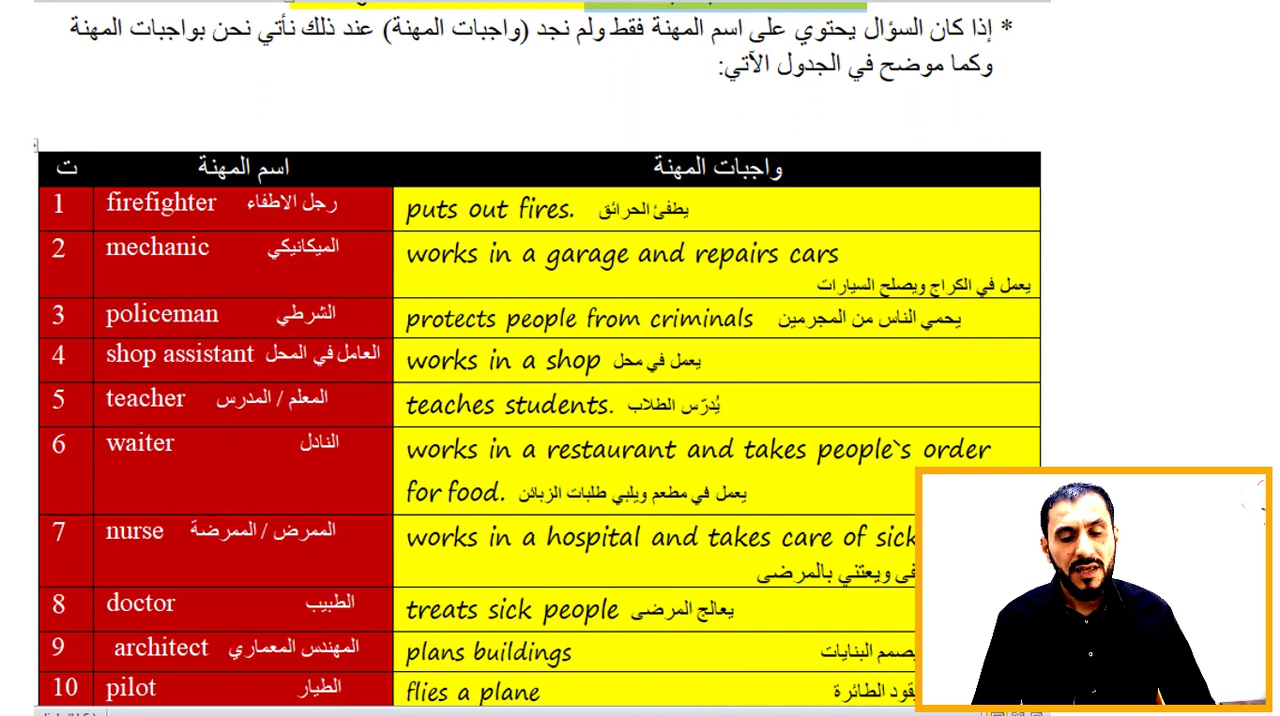 * إذا كان السؤال يحتوي على اسم المهنة فقط ولم نجد (واجبات المهنة) عند ذلك نأتي نحن بواجبات المهنة
وكما موضح في الجدول الآتي:
ت اسم المهنة واجبات المهنة
1 firefighter رجل الاطفاء puts out fires. يطفئ الحرائق
2 mechanic الميكانيكي works in a garage and repairs cars
يعمل في الكراج ويصلح السيارات
3 policeman الشرطي protects people from criminals يحمي الناس من المجرمين
4 shop assistant العامل في المحل works in a shop يعمل في محل
5 teacher المعلم / المدرس teaches students. يُدرّس الطلاب
6 waiter النادل works in a restaurant and takes people`s order
for food. يعمل في مطعم ويلبي طلبات الزبائن
7 nurse الممرض / الممرضة works in a hospital and takes care of sick
ويعتني بالمرضى
8 doctor الطبيب treats sick people يعالج المرضى
9 architect المهندس المعماري plans buildings يصمم البنايات
10 pilot الطيار flies a plane يقود الطائرة